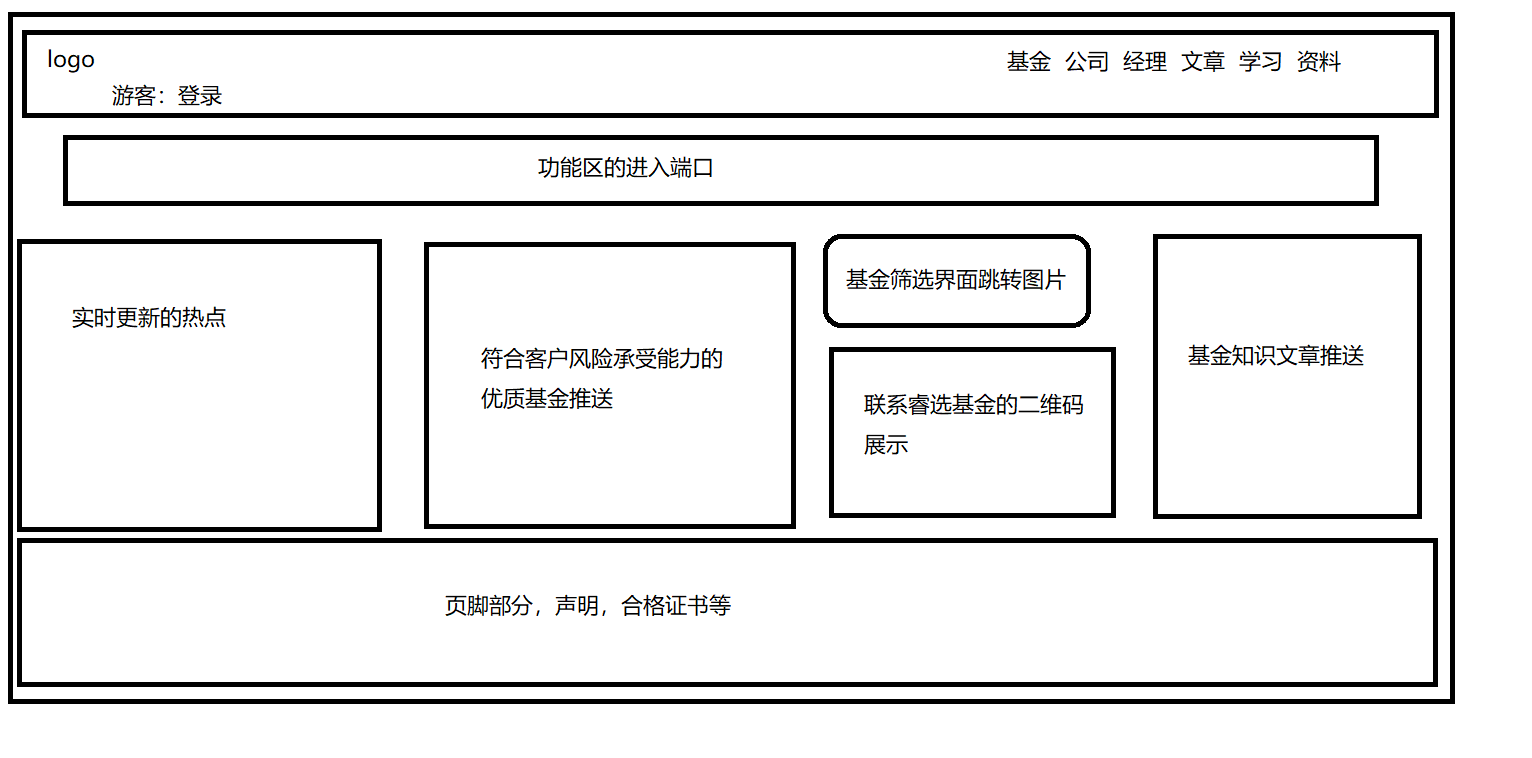 logo
基金 公司 经理 文章 学习 资料
游客：登录
功能区的进入端口
实时更新的热点
符合客户风险承受能力的
优质基金推送
基金筛选界面跳转图片
联系睿选基金的二维码
展示
基金知识文章推送
页脚部分，声明，合格证书等